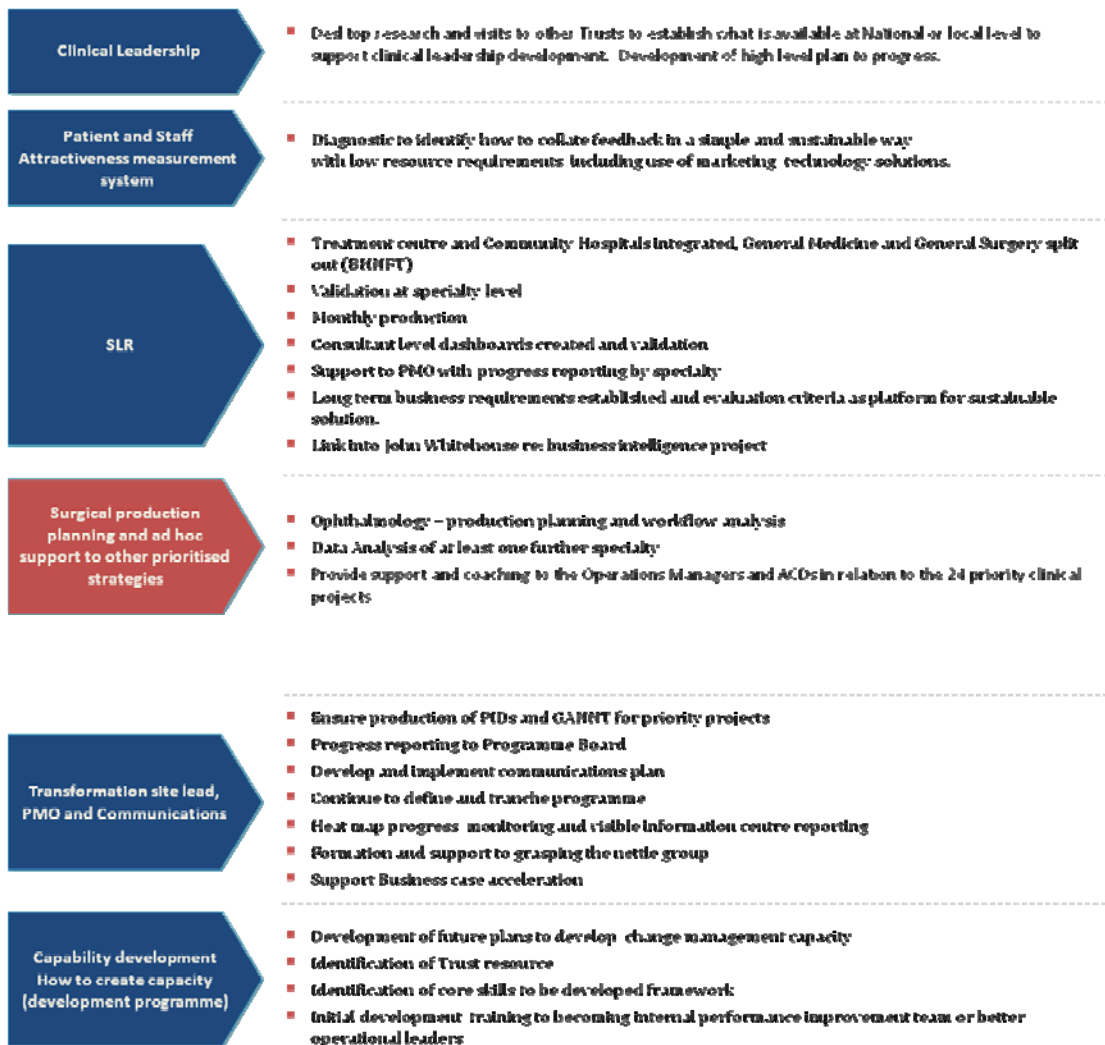 Clinical Leadership
Desl top research and visits to other Trusts to establish what is available at National or local level to
support clinical leadership development. Development of high level plan to progress.
Patient and Staff
Attractiveness measurement
system
Diagnostic to identify how to collate feedback in a simple and sustainable way
with low resource requirements including use of marketing technology solutions.
SLR
Treatment centre and Community Hospitals integrated, General Medicine and General Surgery split
out (BHNFT)
Validation at specialty level
Monthly production
Consultant level dashboards created and validation
Support to PMO with progress reporting by specialty
Long term business requirements established and evaluation criteria as platform for sustainable
solution.
Link into John Whitehouse re: business intelligence project
Surgical production
planning and ad hoc
support to other prioritised
strategies
Ophthalmology – production planning and workflow analysis
Data Analysis of at least one further specialty
Provide support and coaching to the Operations Managers and ACDs in relation to the 24 priority clinical
projects
Transformation site lead,
PMO and Communications
Ensure production of PIDs and GANNT for priority projects
Progress reporting to Programme Board
Develop and implement communications plan
Continue to define and tranche programme
Heat map progress monitoring and visible information centre reporting
Formation and support to grasping the nettle group
Support Business case acceleration
Capability development
How to create capacity
(development programme)
Development of future plans to develop change management capacity
Identification of Trust resource
Identification of core skills to be developed framework
Initial development training to becoming internal performance improvement team or better
operational leaders